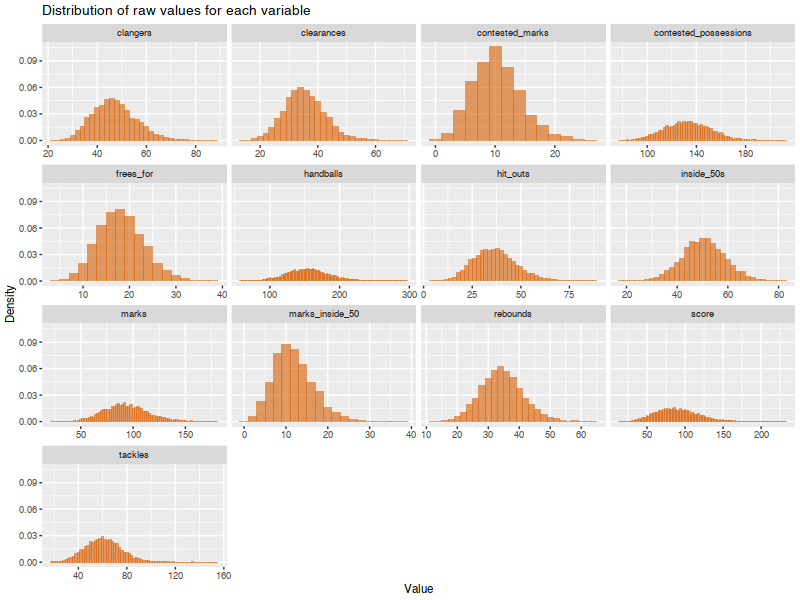 Distribution of raw values for each variable
clangers clearances contested_marks contested_possessions
0.09
0.06
0.03
0.00
20 40 60 80 20 40 60 0 10 20 100 140 180
frees_for handballs hit_outs inside_50s
0.09
0.06
0.03
0.00
10 20 30 40 100 200 300 0 25 50 75 20 40 60 80
marks marks_inside_50 rebounds score
0.09
0.06
0.03
0.00
50 100 150 0 10 20 30 40 10 20 30 40 50 60 50 100 150 200
tackles
0.09
0.06
0.03
0.00
40 80 120 160
Density
Value